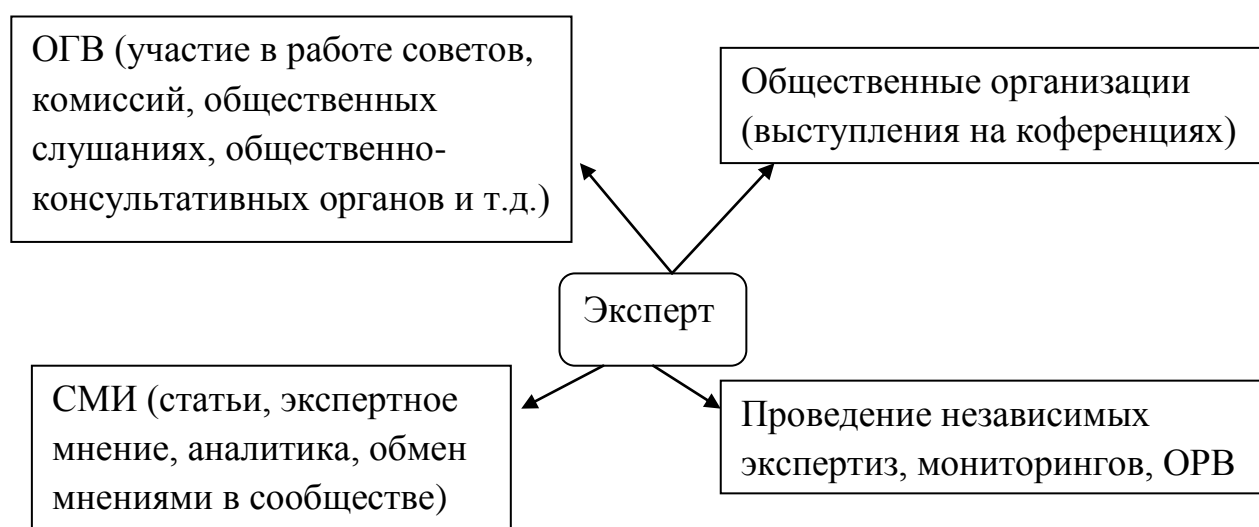 ОГВ (участие в работе советов,
комиссий, общественных
слушаниях, общественно-
консультативных органов и т.д.)
Общественные организации
(выступления на коференциях)
Эксперт
СМИ (статьи, экспертное
мнение, аналитика, обмен
мнениями в сообществе)
Проведение независимых
экспертиз, мониторингов, ОРВ